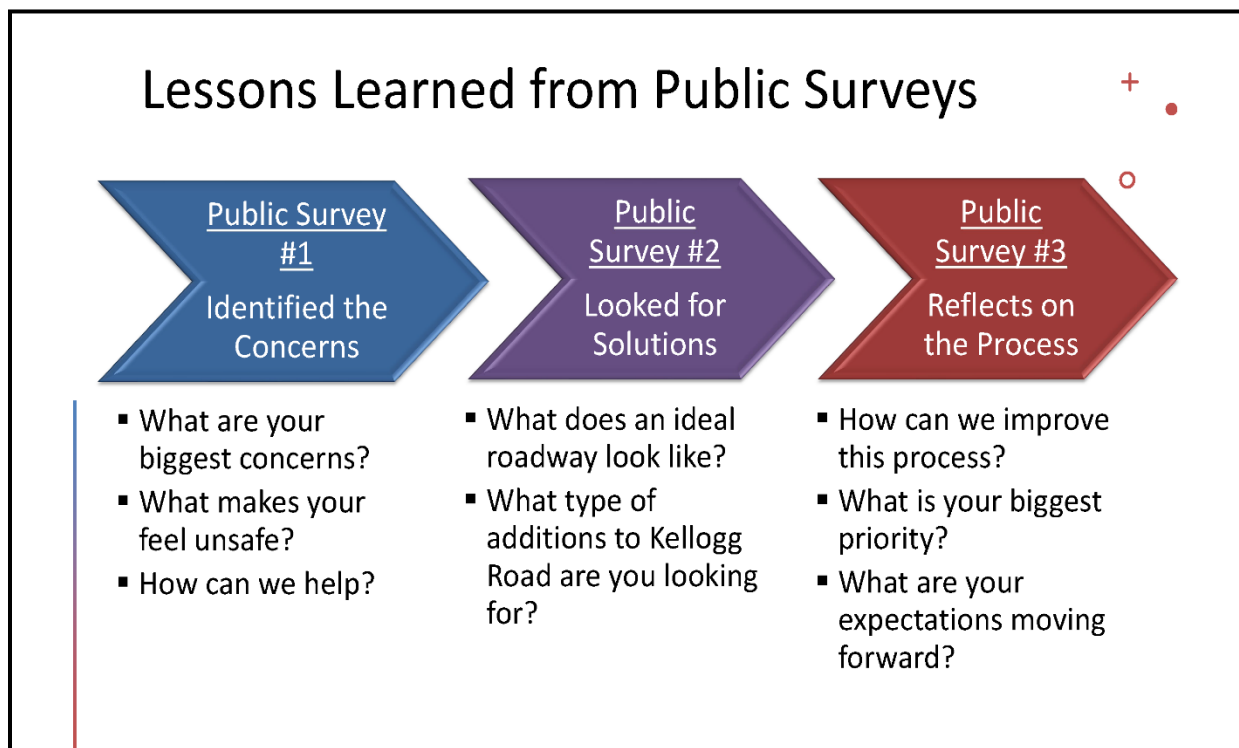 Lessons Learned from Public Surveys
Public Survey
#1
Identified the
Concerns
▪ What are your
biggest concerns?
▪ What makes your
feel unsafe?
▪ How can we help?
Public
Survey #2
Looked for
Solutions
▪ What does an ideal
roadway look like?
▪ What type of
additions to Kellogg
Road are you looking
for?
Public
Survey #3
Reflects on
the Process
▪ How can we improve
this process?
▪ What is your biggest
priority?
▪ What are your
expectations moving
forward?